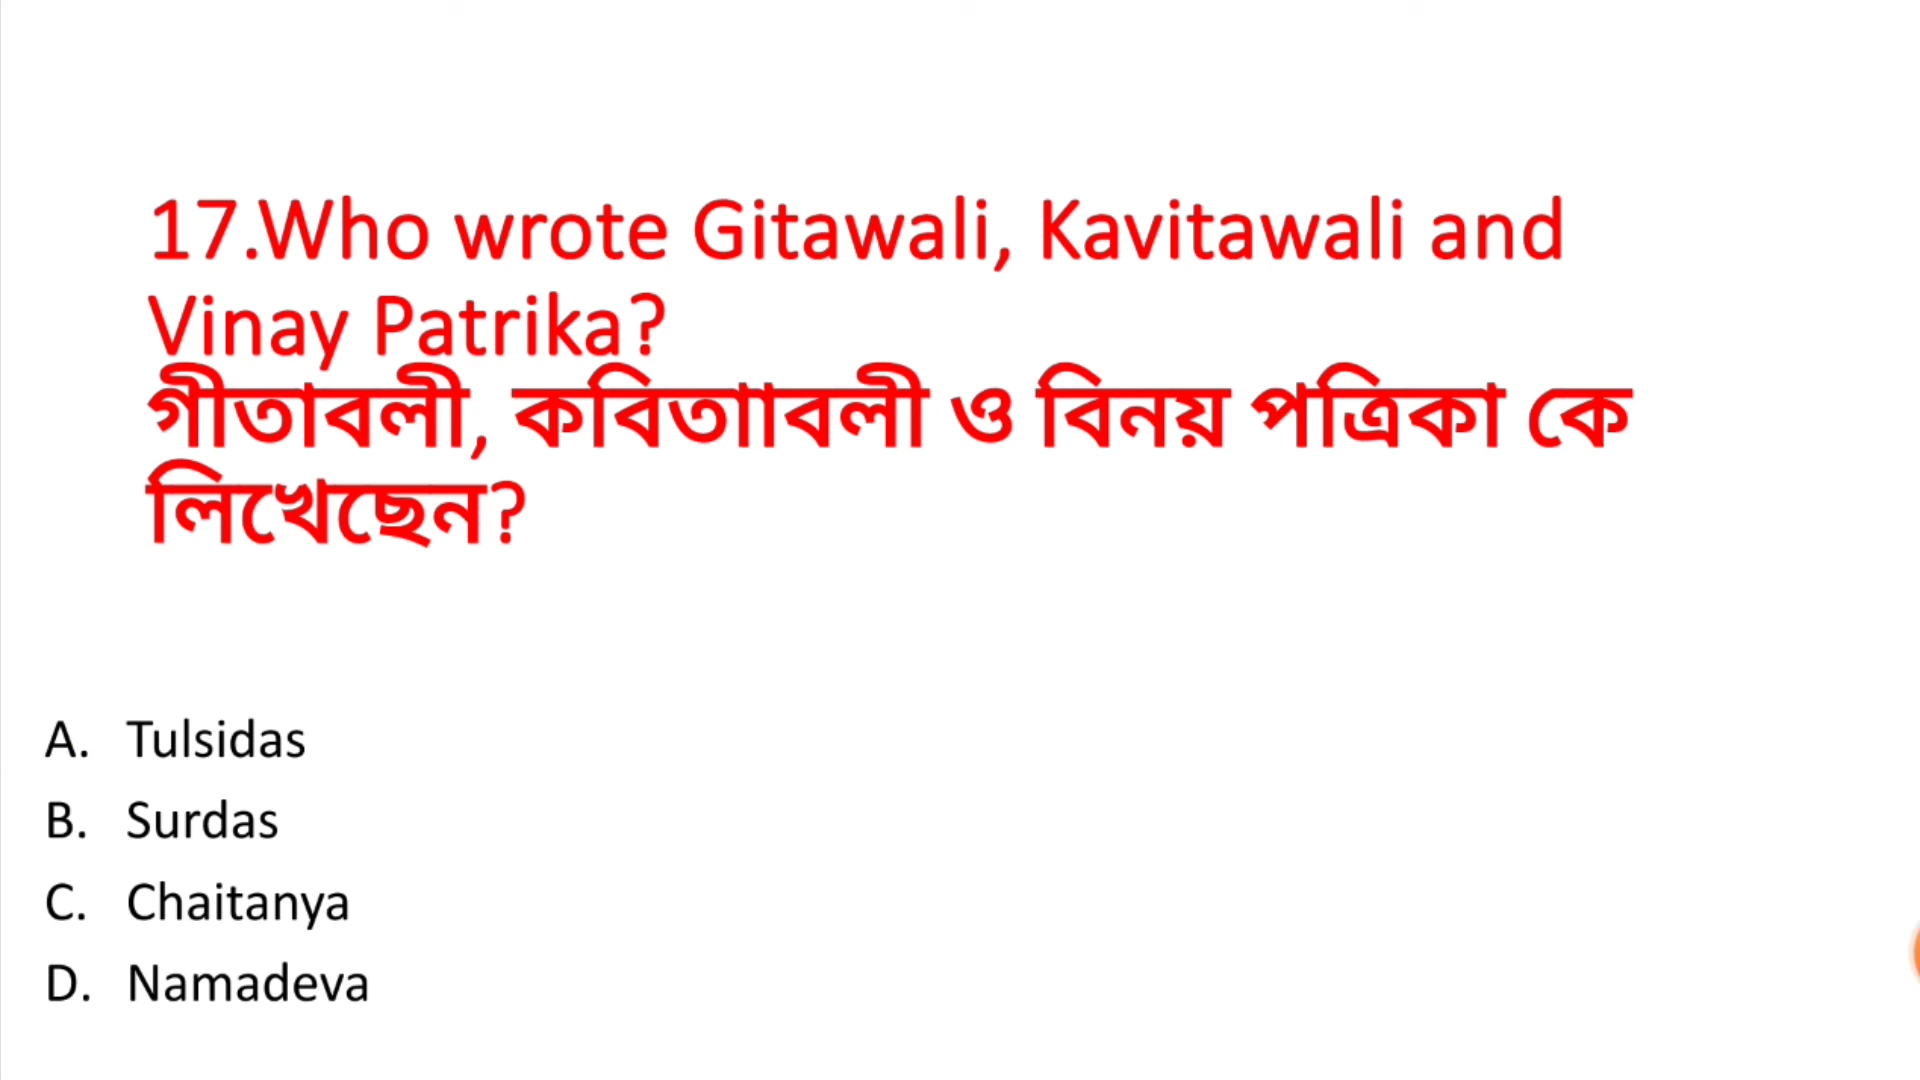 17.Who wrote Gitawali, Kavitawali and
Vinay Patrika?
গীতাবলী, কবিতাাবলী ও বিনয় পত্রিকা কে
লিখেছেন?
A. Tulsidas
B. Surdas
C. Chaitanya
D. Namadeva